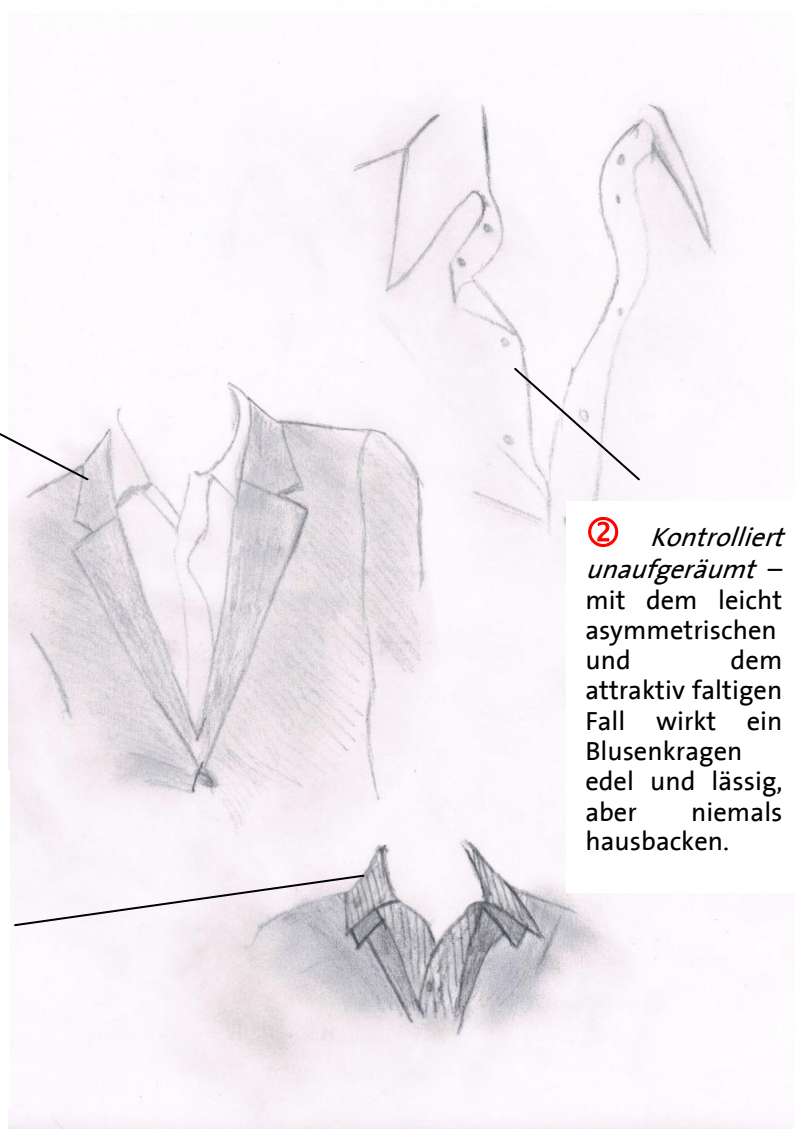 ② Kontrolliert
unaufgeräumt –
mit dem leicht
asymmetrischen
und dem
attraktiv faltigen
Fall wirkt ein
Blusenkragen
edel und lässig,
aber niemals
hausbacken.